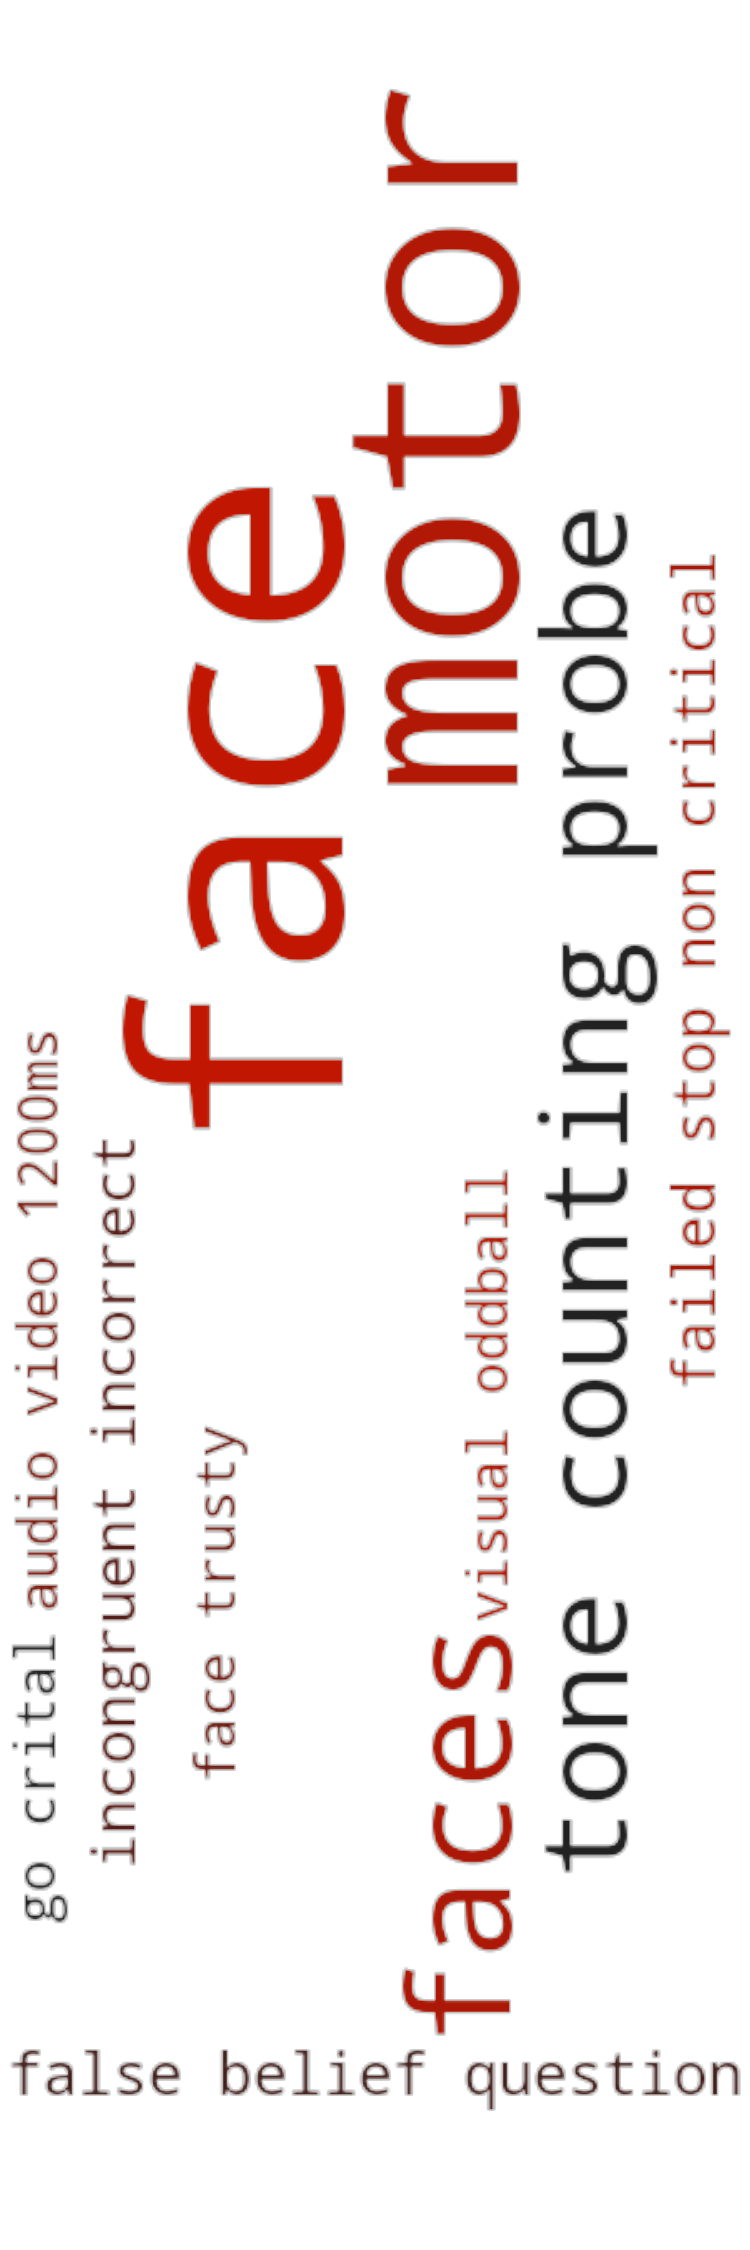 go crital
audio video 1200ms
incongruent incorrect
face trusty
face
motor
faces
visual oddball
tone counting probe
failed stop non critical
false belief question